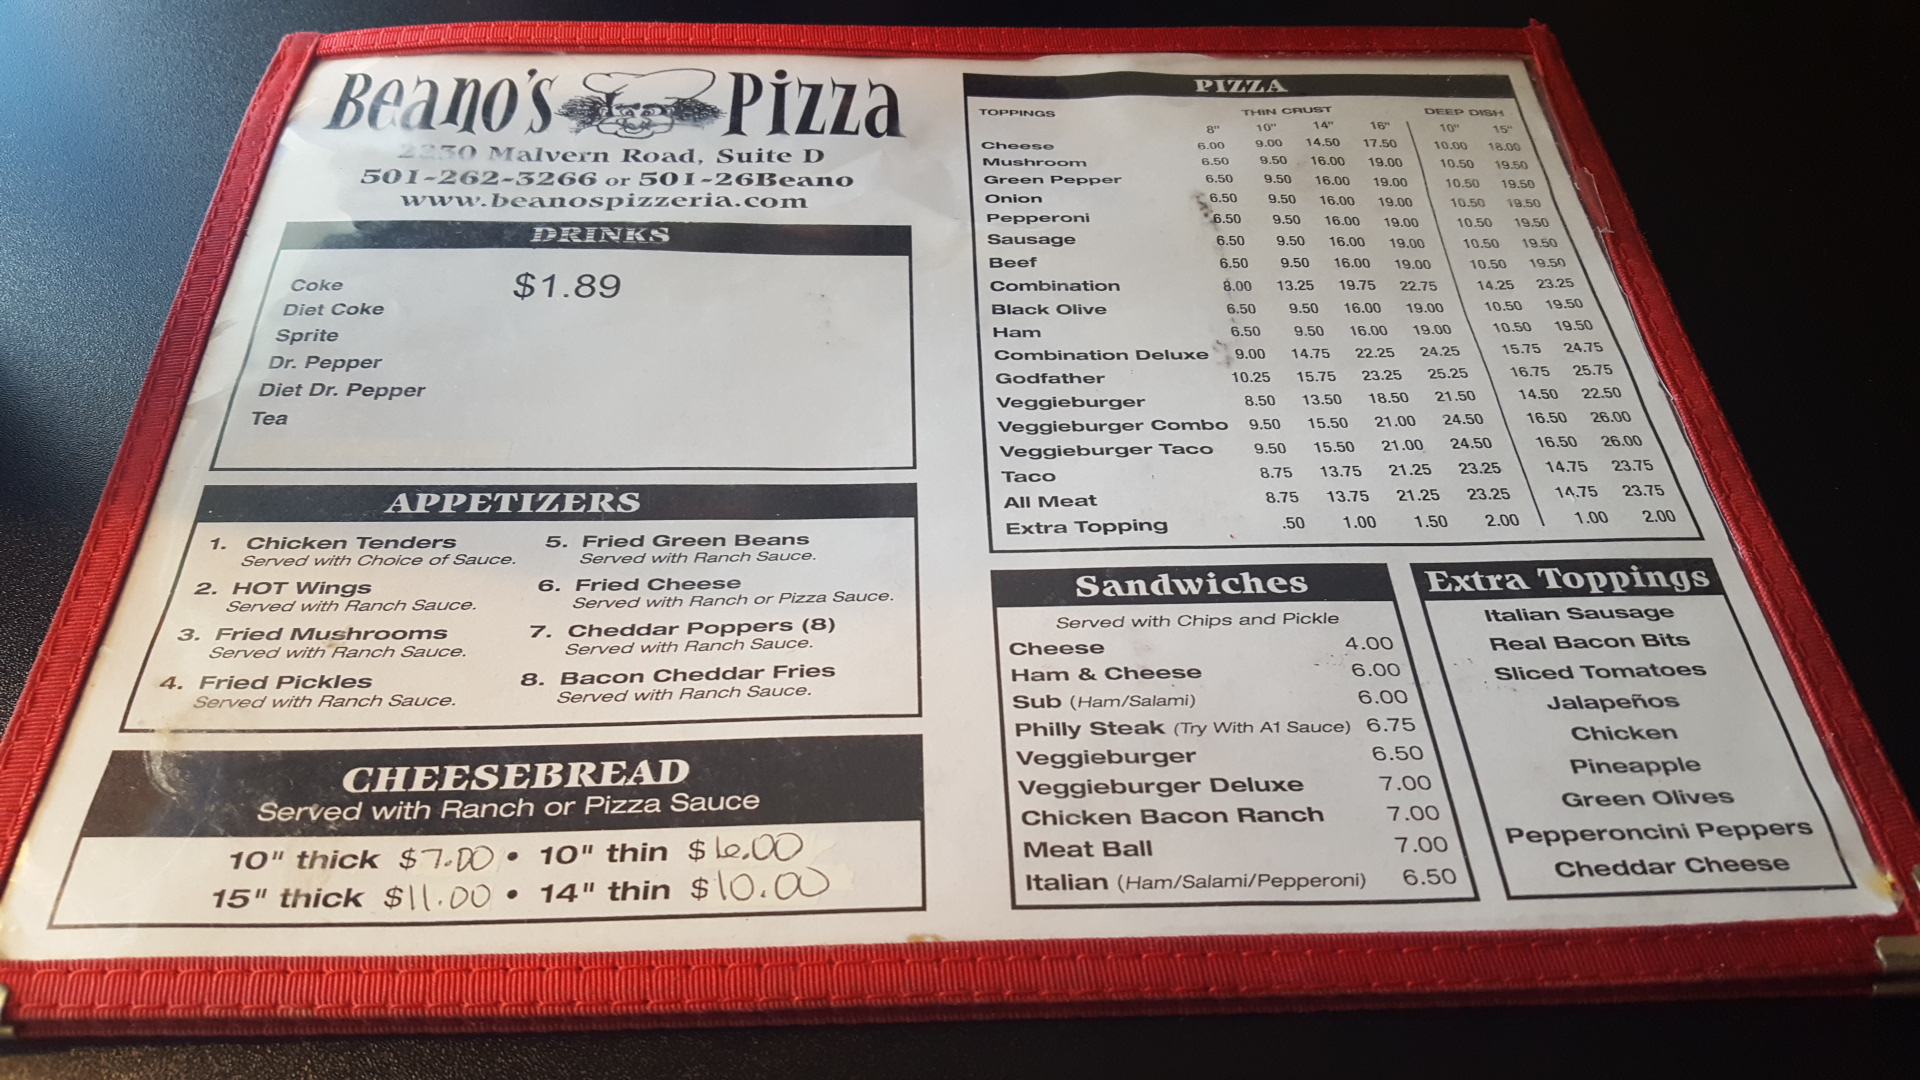 Beano's Pizza
2230 Malvern Road, Suite D
501-262-3266 or 501-26Beano
www.beanospizzeria.com
DRINKS
Coke $1.89
Diet Coke
Sprite
Dr. Pepper
Diet Dr. Pepper
Tea
APPETIZERS
1. Chicken Tenders
Served with Choice of Sauce.
2. HOT Wings
Served with Ranch Sauce.
3. Fried Mushrooms
Served with Ranch Sauce.
4. Fried Pickles
Served with Ranch Sauce.
5. Fried Green Beans
Served with Ranch Sauce.
6. Fried Cheese
Served with Ranch or Pizza Sauce.
7. Cheddar Poppers (8)
Served with Ranch Sauce.
8. Bacon Cheddar Fries
Served with Ranch Sauce.
CHEESEBREAD
Served with Ranch or Pizza Sauce
10" thick $7.00 • 10" thin $6.00
15" thick $11.00 • 14" thin $10.00
PIZZA
TOPPINGS THIN CRUST DEEP DISH
8" 10" 14" 16" 10" 15"
Cheese 6.00 9.00 14.50 17.50 10.00 18.00
Mushroom 6.50 9.50 16.00 19.00 10.50 19.50
Green Pepper 6.50 9.50 16.00 19.00 10.50 19.50
Onion 6.50 9.50 16.00 19.00 10.50 19.50
Pepperoni 6.50 9.50 16.00 19.00 10.50 19.50
Sausage 6.50 9.50 16.00 19.00 10.50 19.50
Beef 6.50 9.50 16.00 19.00 10.50 19.50
Combination 8.00 13.25 19.75 22.75 14.25 23.25
Black Olive 6.50 9.50 16.00 19.00 10.50 19.50
Ham 6.50 9.50 16.00 19.00 10.50 19.50
Combination Deluxe 9.00 14.75 22.25 24.25 15.75 24.75
Godfather 10.25 15.75 23.25 25.25 16.75 25.75
Veggieburger 8.50 13.50 18.50 21.50 14.50 22.50
Veggieburger Combo 9.50 15.50 21.00 24.50 16.50 26.00
Veggieburger Taco 9.50 15.50 21.00 24.50 16.50 26.00
Taco 8.75 13.75 21.25 23.25 14.75 23.75
All Meat 8.75 13.75 21.25 23.25 14.75 23.75
Extra Topping .50 1.00 1.50 2.00 1.00 2.00
Sandwiches
Served with Chips and Pickle
Cheese 4.00
Ham & Cheese 6.00
Sub (Ham/Salami) 6.00
Philly Steak (Try With A1 Sauce) 6.75
Veggieburger 6.50
Veggieburger Deluxe 7.00
Chicken Bacon Ranch 7.00
Meat Ball 7.00
Italian (Ham/Salami/Pepperoni) 6.50
Extra Toppings
Italian Sausage
Real Bacon Bits
Sliced Tomatoes
Jalapeños
Chicken
Pineapple
Green Olives
Pepperoncini Peppers
Cheddar Cheese